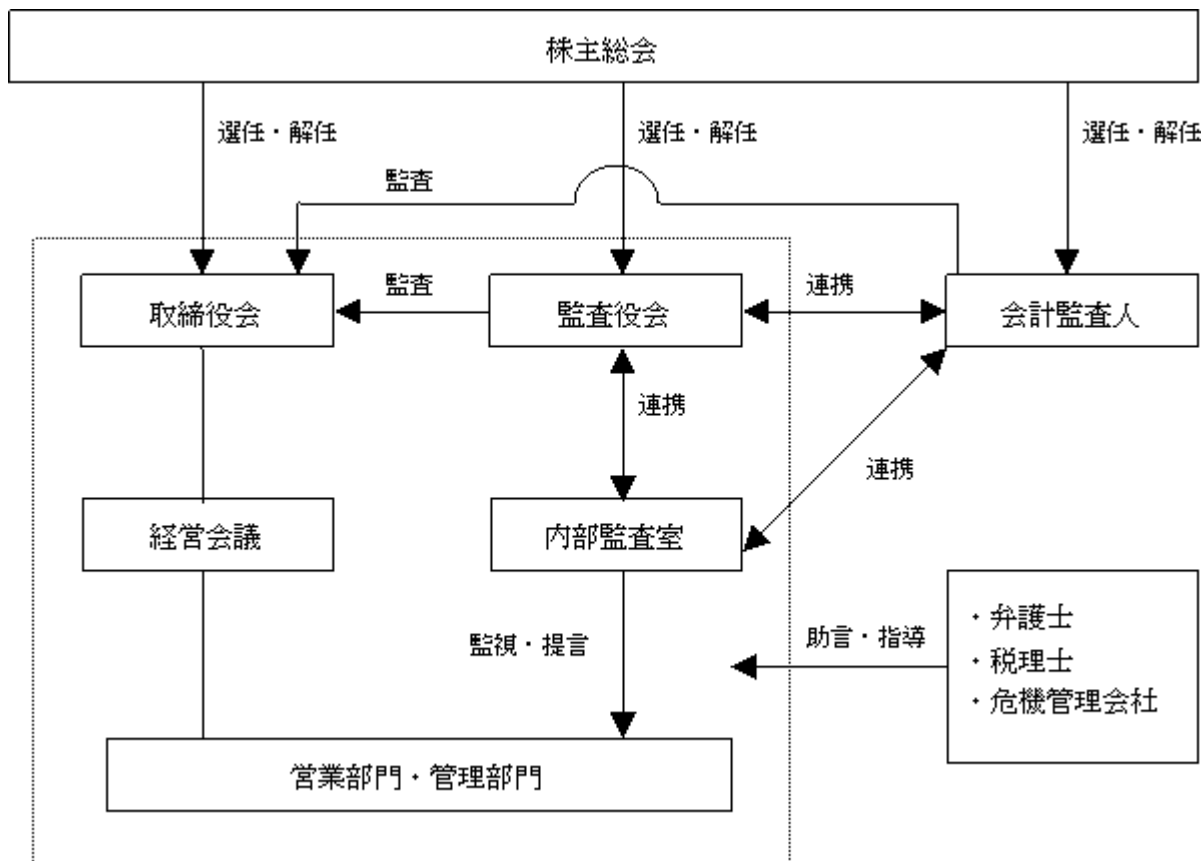 株主総会
選任・解任
選任・解任
選任・解任
監査
取締役会
監査
監査役会
連携
会計監査人
連携
連携
経営会議
内部監査室
監視・提言
助言・指導
・弁護士
・税理士
・危機管理会社
営業部門・管理部門